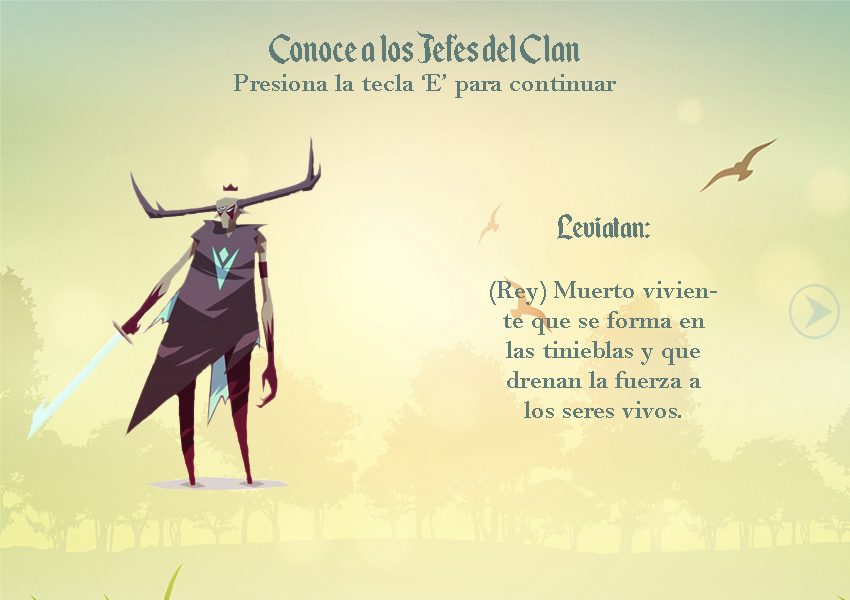 Conoce a los Jefes del Clan
Presiona la tecla ‘E’ para continuar
Leviatan:
(Rey) Muerto vivien-
te que se forma en
las tinieblas y que
drenan la fuerza a
los seres vivos.